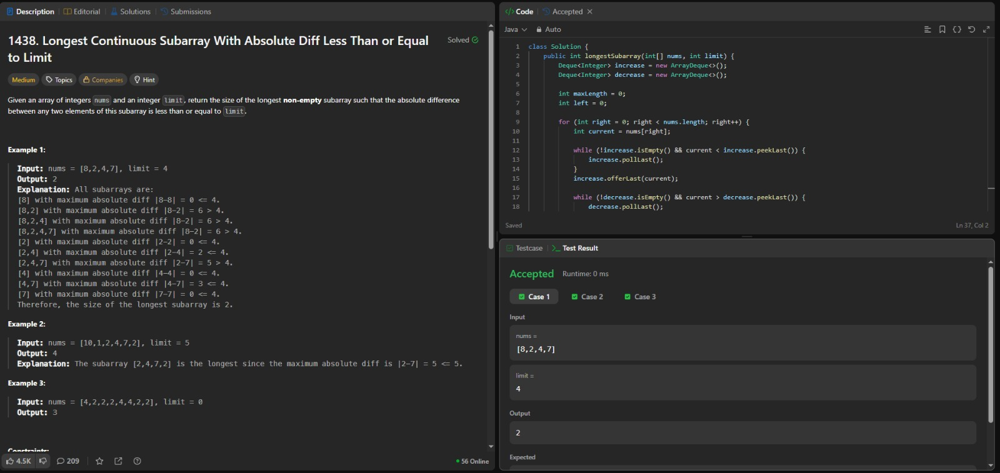 Description
Editorial
Solutions
Submissions
1438. Longest Continuous Subarray With Absolute Diff Less Than or Equal
to Limit
Solved
Medium
Topics
Companies
Hint
Given an array of integers nums and an integer limit, return the size of the longest non-empty subarray such that the absolute difference
between any two elements of this subarray is less than or equal to limit.
Example 1:
Input: nums = [8,2,4,7], limit = 4
Output: 2
Explanation: All subarrays are:
[8] with maximum absolute diff |8-8| = 0 <= 4.
[8,2] with maximum absolute diff |8-2| = 6 > 4.
[8,2,4] with maximum absolute diff |8-2| = 6 > 4.
[8,2,4,7] with maximum absolute diff |8-2| = 6 > 4.
[2] with maximum absolute diff |2-2| = 0 <= 4.
[2,4] with maximum absolute diff |2-4| = 2 <= 4.
[2,4,7] with maximum absolute diff |2-7| = 5 > 4.
[4] with maximum absolute diff |4-4| = 0 <= 4.
[4,7] with maximum absolute diff |4-7| = 3 <= 4.
[7] with maximum absolute diff |7-7| = 0 <= 4.
Therefore, the size of the longest subarray is 2.
Example 2:
Input: nums = [10,1,2,4,7,2], limit = 5
Output: 4
Explanation: The subarray [2,4,7,2] is the longest since the maximum absolute diff is |2-7| = 5 <= 5.
Example 3:
Input: nums = [4,2,2,2,4,4,2,2], limit = 0
Output: 3
Constraints:
4.5K
209
56 Online
</> Code
Accepted
Java
Auto
1 class Solution {
2 public int longestSubarray(int[] nums, int limit) {
3 Deque<Integer> increase = new ArrayDeque<>();
4 Deque<Integer> decrease = new ArrayDeque<>();
5
6 int maxLength = 0;
7 int left = 0;
8
9 for (int right = 0; right < nums.length; right++) {
10 int current = nums[right];
11
12 while (!increase.isEmpty() && current < increase.peekLast()) {
13 increase.pollLast();
14 }
15 increase.offerLast(current);
16
17 while (!decrease.isEmpty() && current > decrease.peekLast()) {
18 decrease.pollLast();
Saved
Ln 37, Col 2
Testcase
Test Result
Accepted
Runtime: 0 ms
Case 1
Case 2
Case 3
Input
nums =
[8,2,4,7]
limit =
4
Output
2
Expected